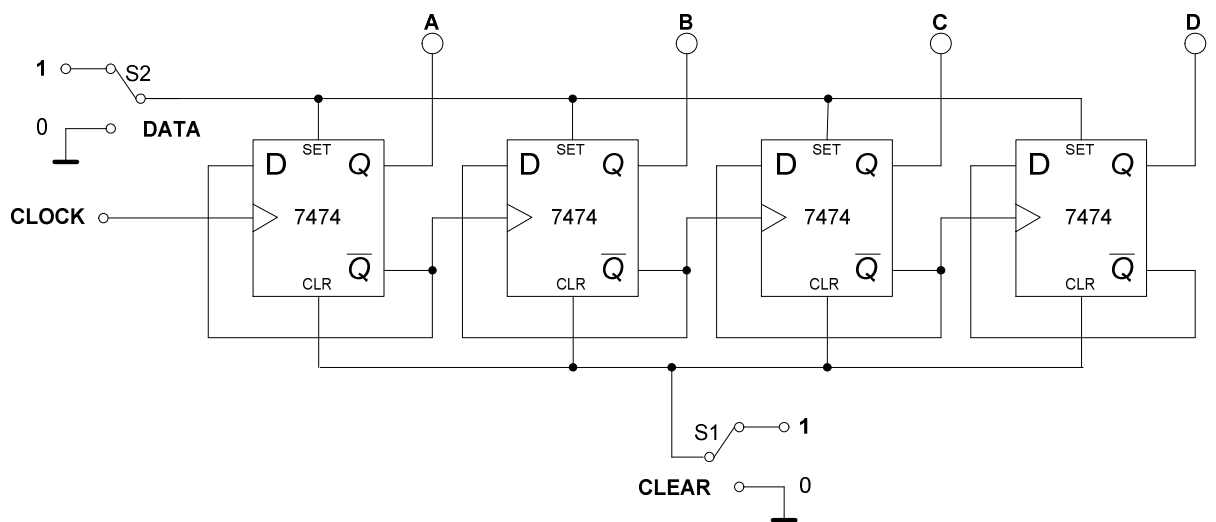 A B C D
1 S2
0 DATA
SET SET SET SET
D Q D Q D Q D Q
CLOCK 7474 7474 7474 7474
Q Q Q Q
CLR CLR CLR CLR
S1 1
CLEAR 0